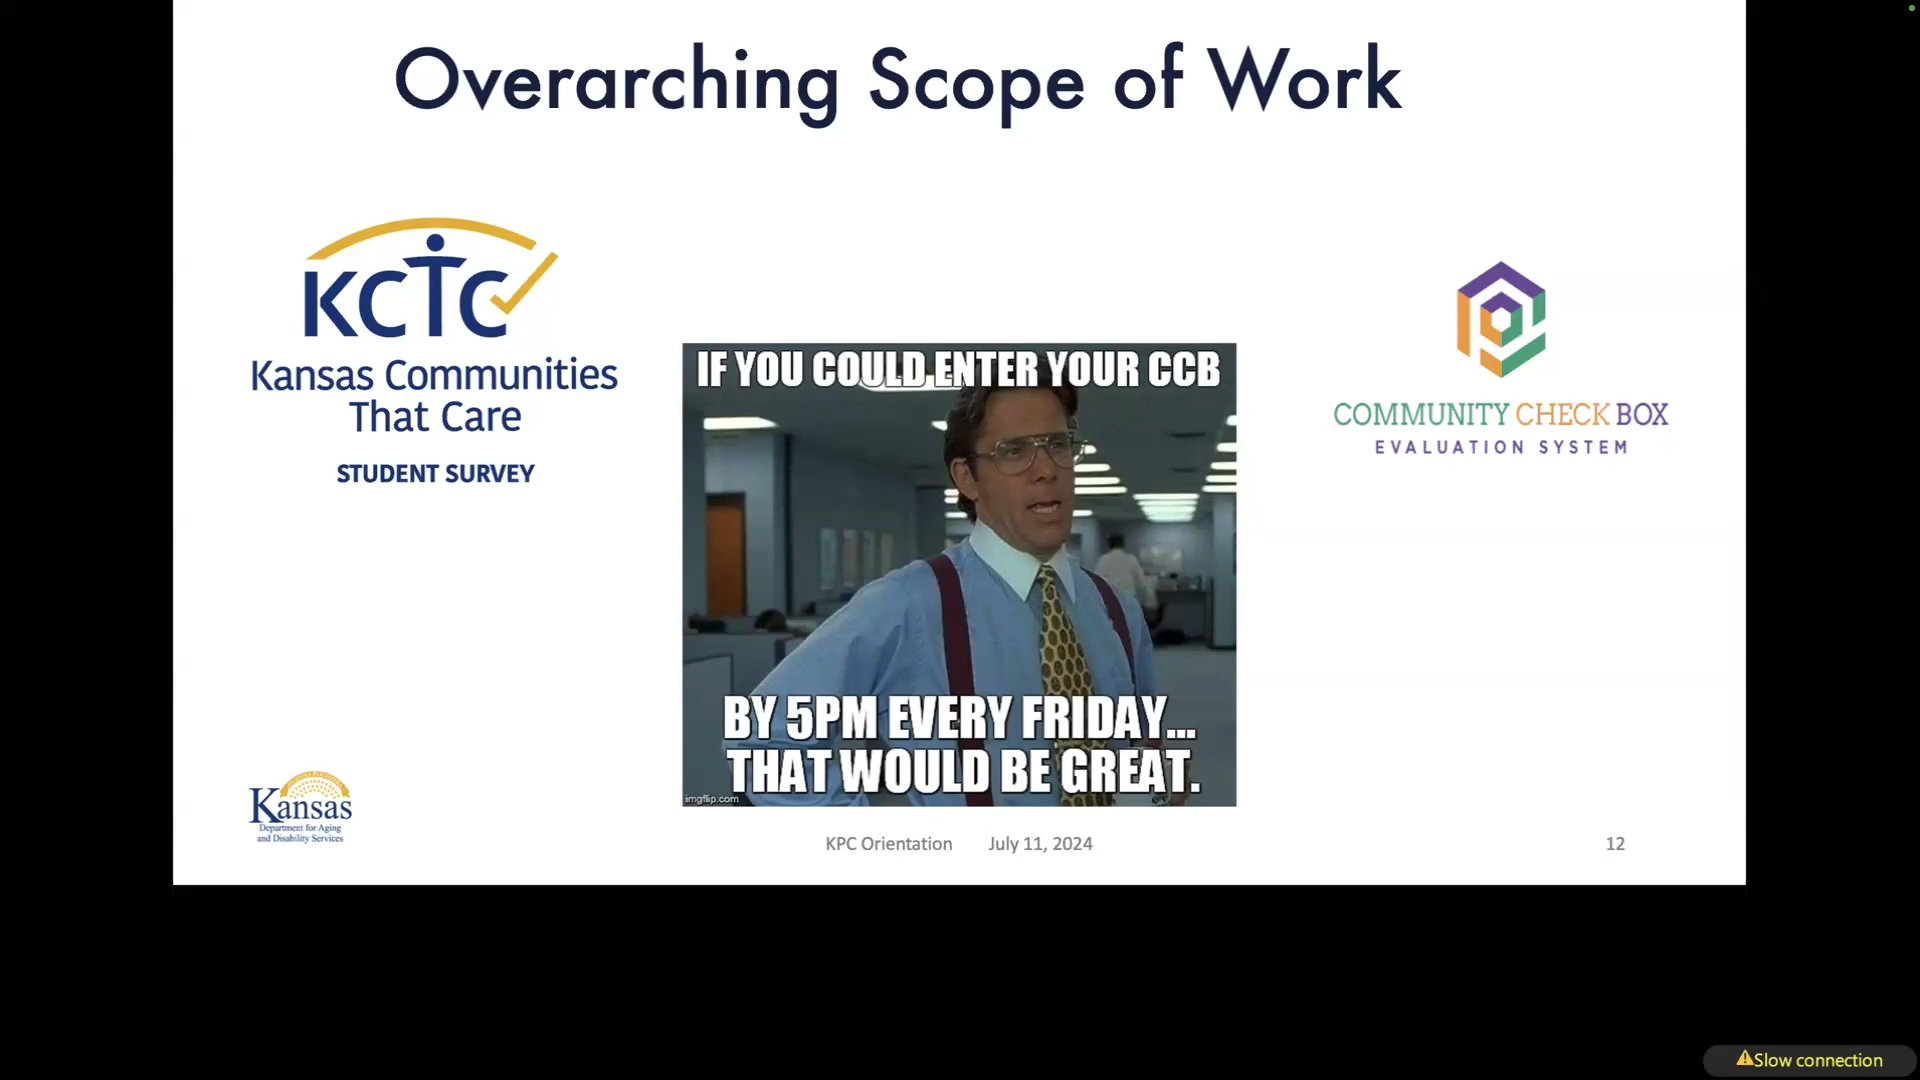 Overarching Scope of Work
KCTC
Kansas Communities
That Care
STUDENT SURVEY
IF YOU COULD ENTER YOUR CCB
BY 5PM EVERY FRIDAY...
THAT WOULD BE GREAT.
imgflip.com
COMMUNITY CHECK BOX
EVALUATION SYSTEM
Kansas
Department for Aging
and Disability Services
KPC Orientation July 11, 2024
12
Slow connection